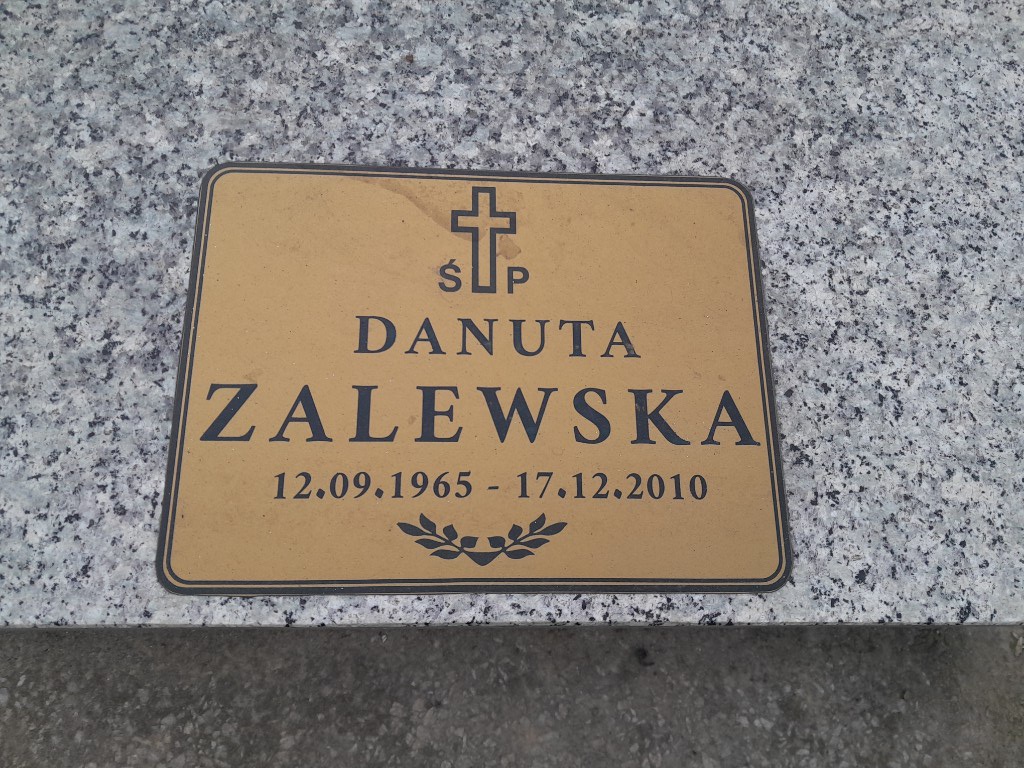 Ś P
DANUTA
ZALEWSKA
12.09.1965 - 17.12.2010